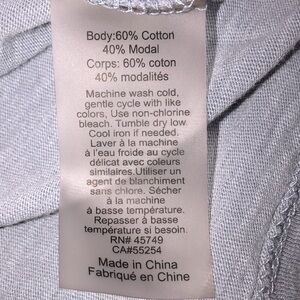 Body:60% Cotton
40% Modal
Corps: 60% coton
40% modalités
Machine wash cold,
gentle cycle with like
colors, Use non-chlorine
bleach. Tumble dry low.
Cool iron if needed.
Laver à la machine
à l'eau froide au cycle
délicat avec couleurs
similaires.Utiliser un
agent de blanchiment
sans chlore. Sécher
à la machine
à basse température.
Repasser à basse
température si besoin.
RN# 45749
CA#55254
Made in China
Fabriqué en Chine